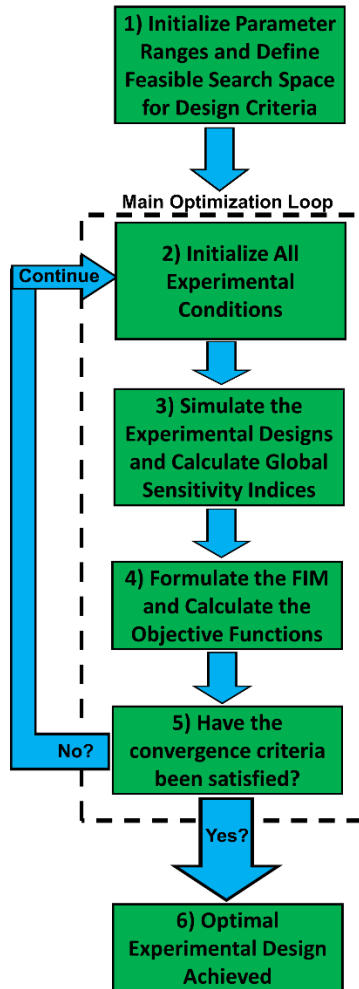 1) Initialize Parameter
Ranges and Define
Feasible Search Space
for Design Criteria
Main Optimization Loop
Continue
2) Initialize All
Experimental
Conditions
3) Simulate the
Experimental Designs
and Calculate Global
Sensitivity Indices
4) Formulate the FIM
and Calculate the
Objective Functions
5) Have the
convergence criteria
been satisfied?
No?
Yes?
6) Optimal
Experimental Design
Achieved